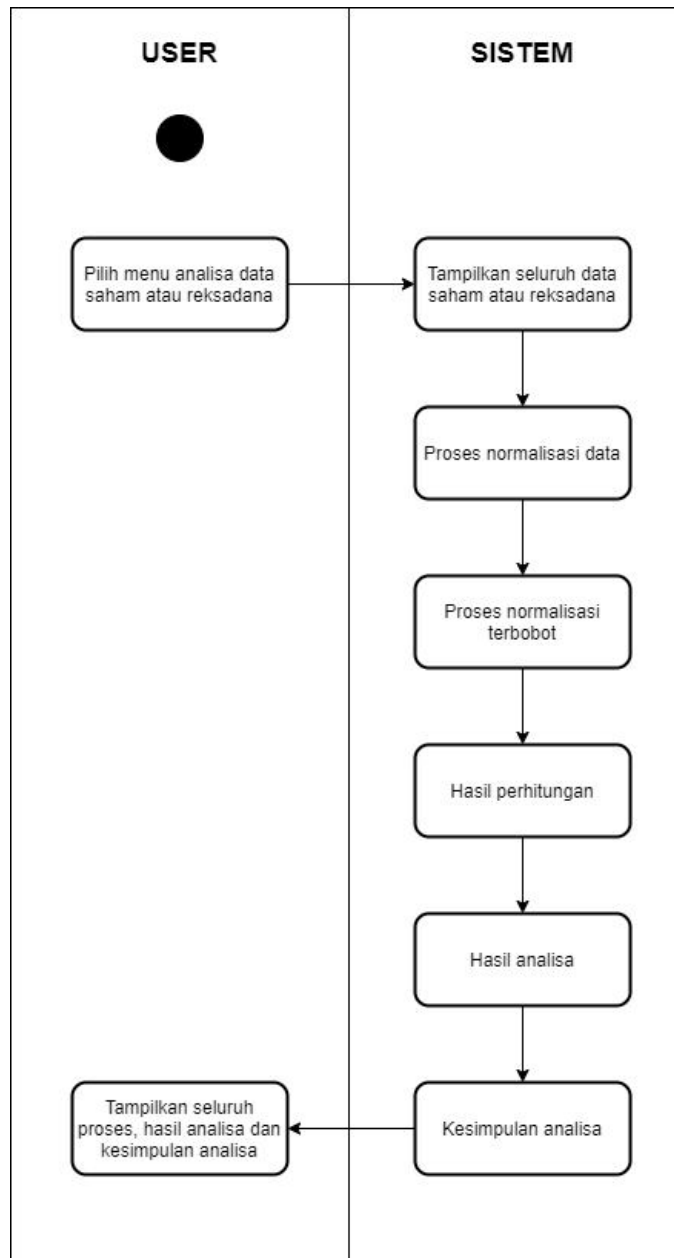 USER
SISTEM
Pilih menu analisa data
saham atau reksadana
Tampilkan seluruh data
saham atau reksadana
Proses normalisasi data
Proses normalisasi
terbobot
Hasil perhitungan
Hasil analisa
Kesimpulan analisa
Tampilkan seluruh
proses, hasil analisa dan
kesimpulan analisa